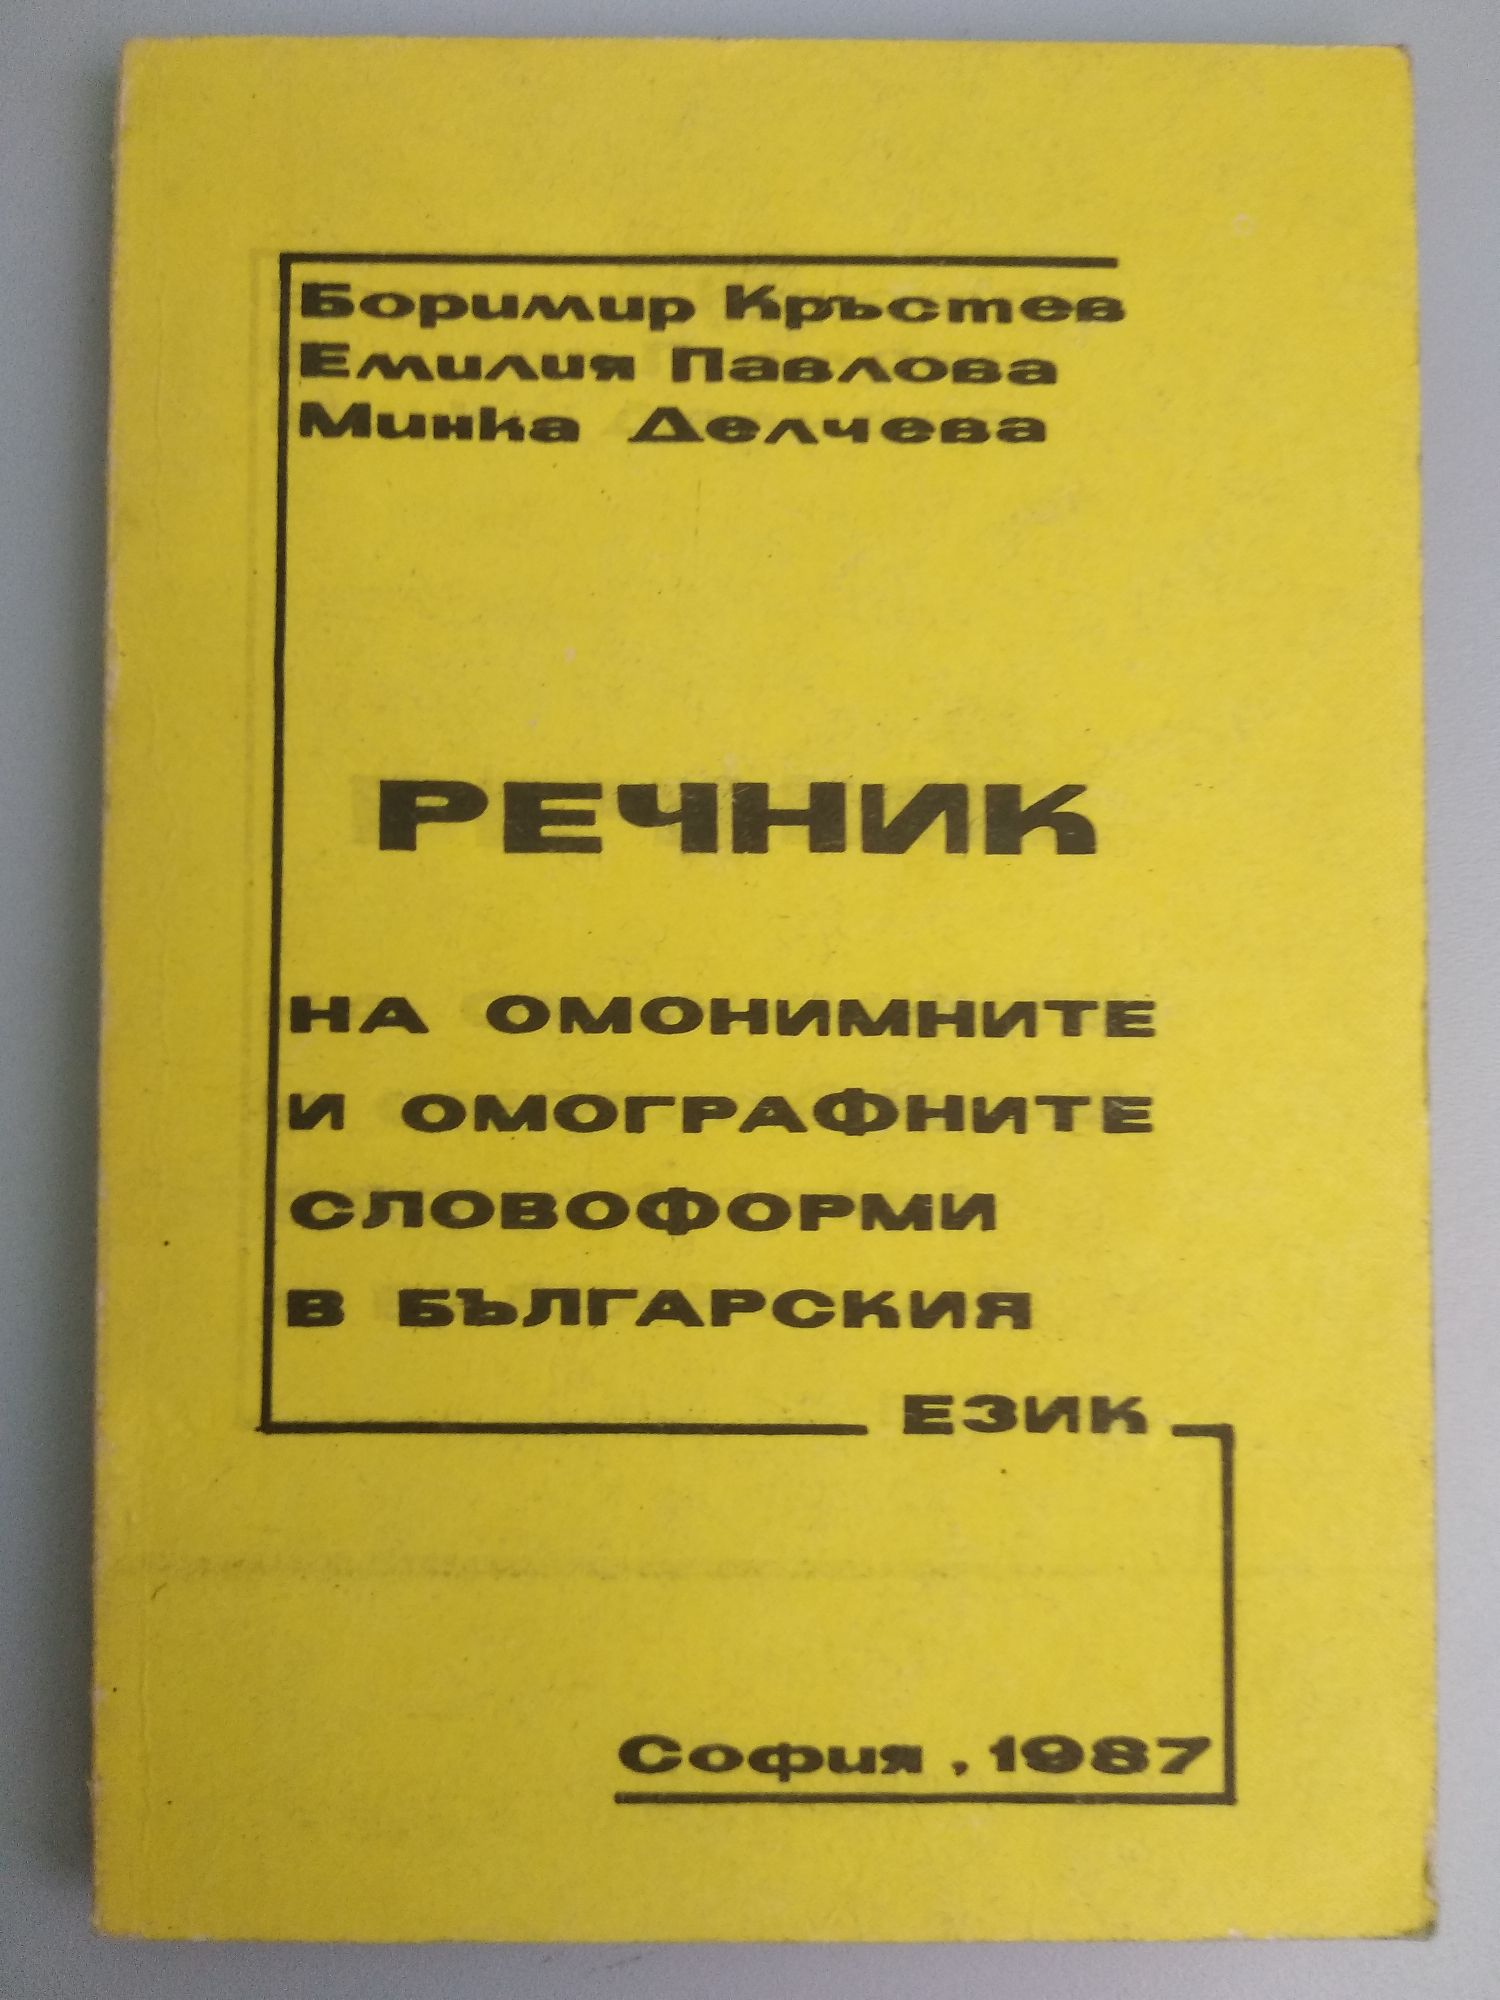 Боримир Кръстев
Емилия Павлова
Минка Делчева
РЕЧНИК
НА ОМОНИМНИТЕ
И ОМОГРАФНИТЕ
СЛОВОФОРМИ
В БЪЛГАРСКИЯ
ЕЗИК
София, 1987